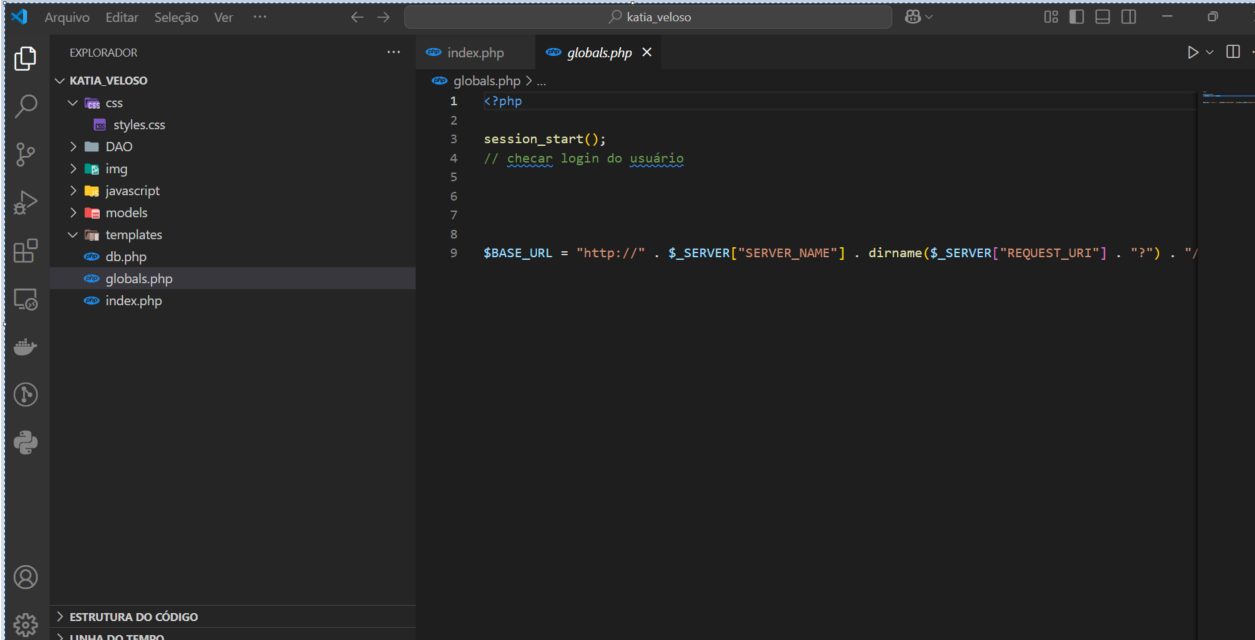 Arquivo Editar Seleção Ver ... katia_veloso
EXPLORADOR ...
KATIA_VELOSO
css
styles.css
DAO
img
javascript
models
templates
db.php
globals.php
index.php
ESTRUTURA DO CÓDIGO
LINHA DO TEMPO
index.php globals.php
globals.php > ...
1 <?php
2
3 session_start();
4 // checar login do usuário
5
6
7
8
9 $BASE_URL = "http://" . $_SERVER["SERVER_NAME"] . dirname($_SERVER["REQUEST_URI"] . "?") . "/